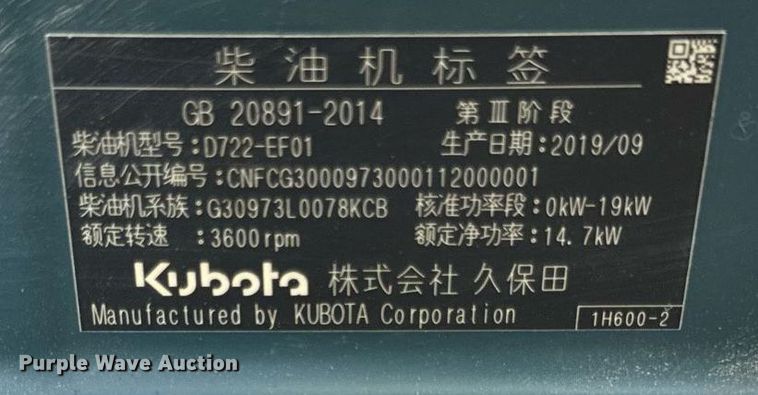 柴油机标签
GB 20891-2014 第Ⅲ阶段
柴油机型号:D722-EF01 生产日期:2019/09
信息公开编号:CNFCG3000973000112000001
柴油机系族:G30973L0078KCB 核准功率段:0kW-19kW
额定转速 :3600rpm 额定净功率:14.7kW
Kubota 株式会社 久保田
Manufactured by KUBOTA Corporation 1H600-2
Purple Wave Auction